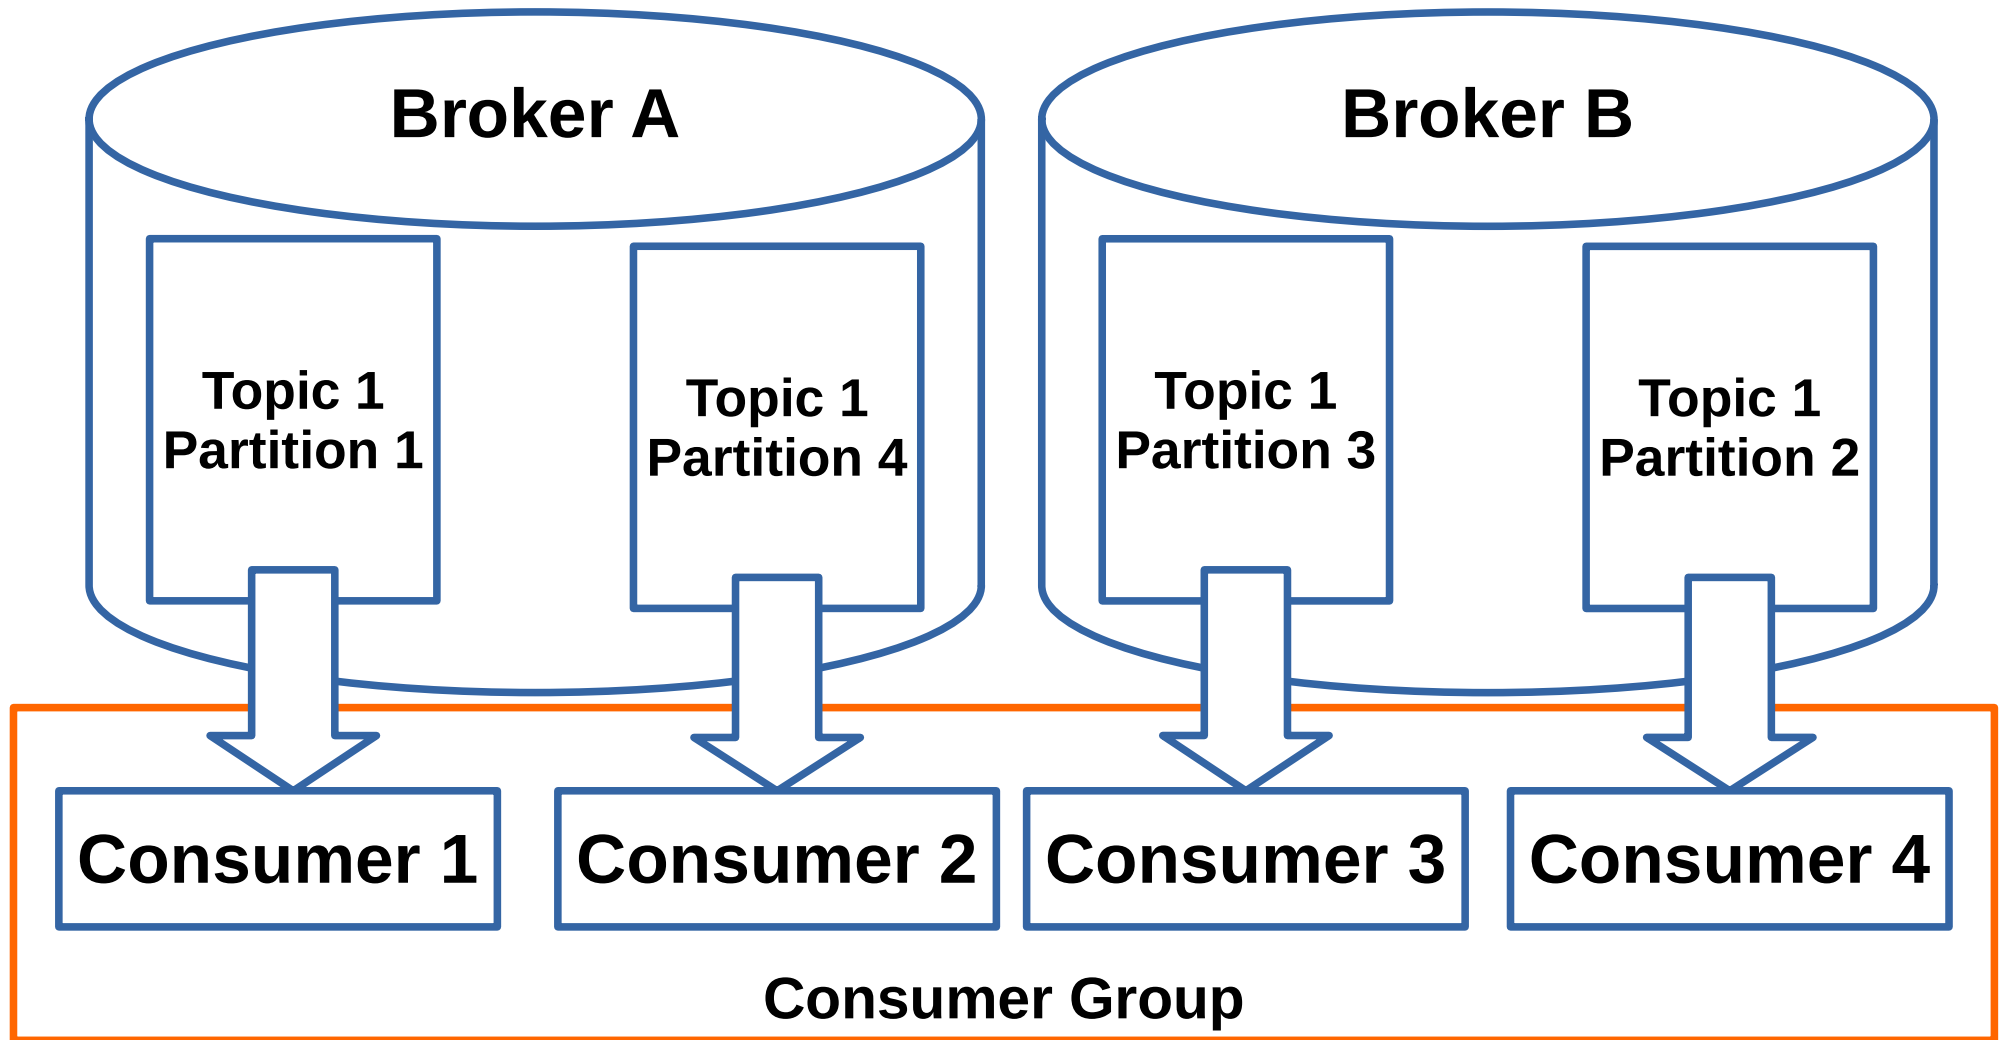 Broker A
Broker B
Topic 1
Partition 1
Topic 1
Partition 4
Topic 1
Partition 3
Topic 1
Partition 2
Consumer 1
Consumer 2
Consumer 3
Consumer 4
Consumer Group